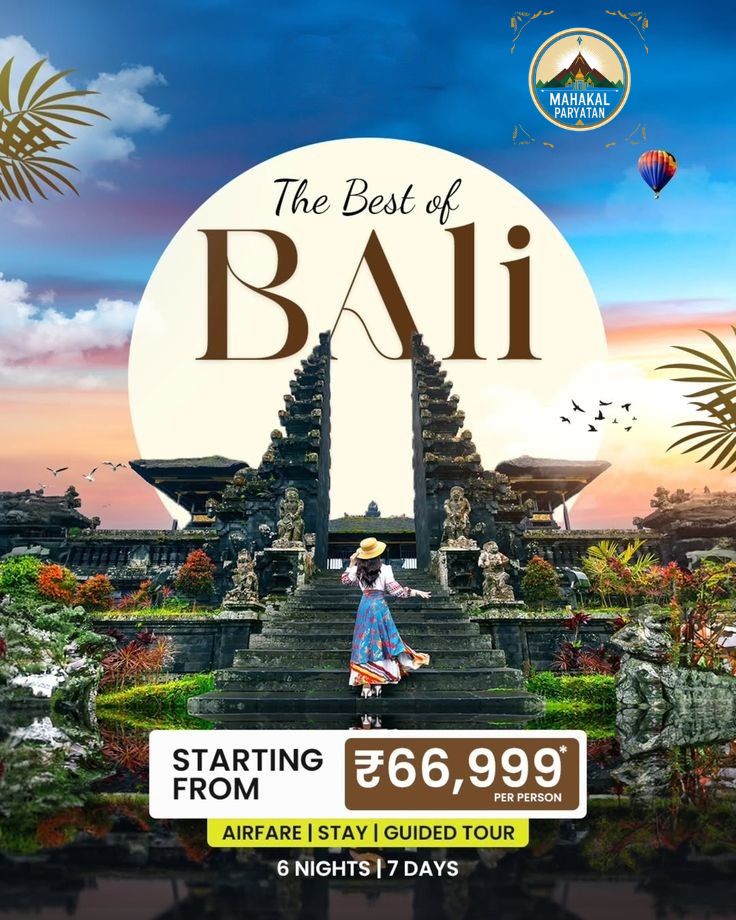 MAHAKAL
PARYATAN
The Best of
BAli
STARTING
FROM
₹66,999*
PER PERSON
AIRFARE | STAY | GUIDED TOUR
6 NIGHTS | 7 DAYS